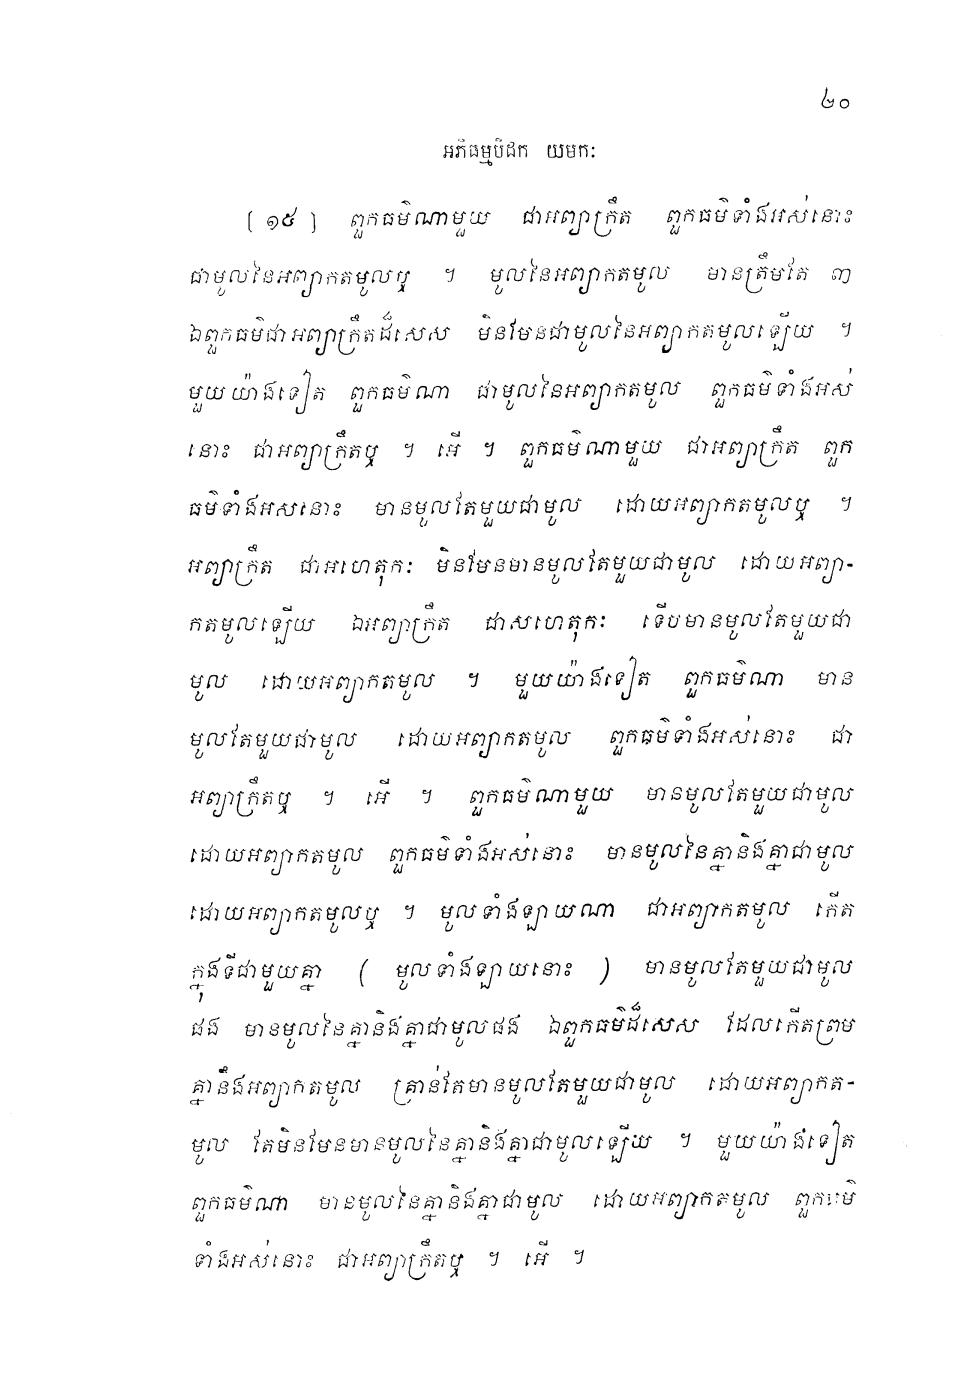 ២០
អភិធម្មបិដក យមកៈ
[ ១៥ ] ពួកធម៌ណាមួយ ជាអព្យាក្រឹត ពួកធម៌ទាំងអស់នោះ
ជាមូលនៃអព្យាកតមូលឬ ។ មូលនៃអព្យាកតមូល មានត្រឹមតែ ៣
ឯពួកធម៌ជាអព្យាក្រឹតដ៏សេស មិនមែនជាមូលនៃអព្យាកតមូលឡើយ ។
មួយយ៉ាងទៀត ពួកធម៌ណា ជាមូលនៃអព្យាកតមូល ពួកធម៌ទាំងអស់
នោះ ជាអព្យាក្រឹតឬ ។ អើ ។ ពួកធម៌ណាមួយ ជាអព្យាក្រឹត ពួក
ធម៌ទាំងអស់នោះ មានមូលតែមួយជាមូល ដោយអព្យាកតមូលឬ ។
អព្យាក្រឹត ជាអហេតុកៈ មិនមែនមានមូលតែមួយជាមូល ដោយអព្យា-
កតមូលឡើយ ឯអព្យាក្រឹត ជាសហេតុកៈ ទើបមានមូលតែមួយជា
មូល ដោយអព្យាកតមូល ។ មួយយ៉ាងទៀត ពួកធម៌ណា មាន
មូលតែមួយជាមូល ដោយអព្យាកតមូល ពួកធម៌ទាំងអស់នោះ ជា
អព្យាក្រឹតឬ ។ អើ ។ ពួកធម៌ណាមួយ មានមូលតែមួយជាមូល
ដោយអព្យាកតមូល ពួកធម៌ទាំងអស់នោះ មានមូលនៃគ្នានិងគ្នាជាមូល
ដោយអព្យាកតមូលឬ ។ មូលទាំងឡាយណា ជាអព្យាកតមូល កើត
ក្នុងទីជាមួយគ្នា ( មូលទាំងឡាយនោះ ) មានមូលតែមួយជាមូល
ផង មានមូលនៃគ្នានិងគ្នាជាមូលផង ឯពួកធម៌ដ៏សេស ដែលកើតព្រម
គ្នានឹងអព្យាកតមូល គ្រាន់តែមានមូលតែមួយជាមូល ដោយអព្យាកត-
មូល តែមិនមែនមានមូលនៃគ្នានិងគ្នាជាមូលឡើយ ។ មួយយ៉ាងទៀត
ពួកធម៌ណា មានមូលនៃគ្នានិងគ្នាជាមូល ដោយអព្យាកតមូល ពួកធម៌
ទាំងអស់នោះ ជាអព្យាក្រឹតឬ ។ អើ ។